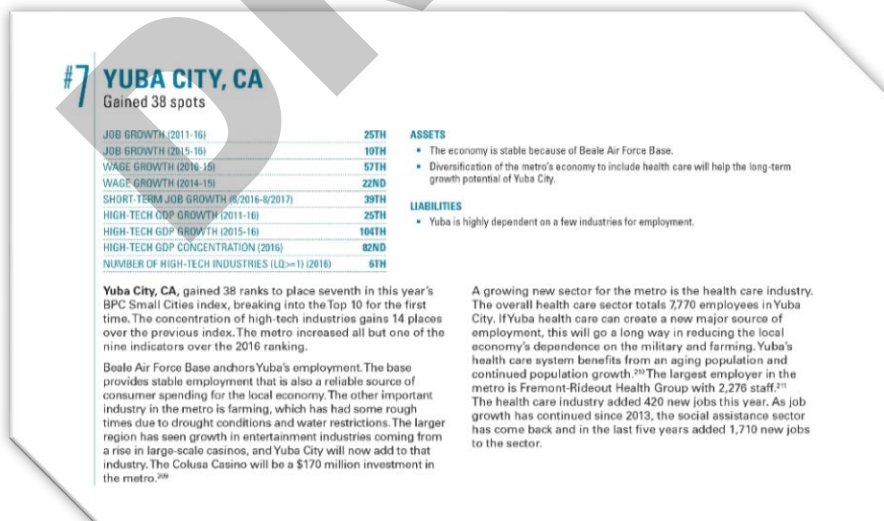 #7 YUBA CITY, CA
Gained 38 spots
JOB GROWTH (2011-16) 25TH
JOB GROWTH (2015-16) 10TH
WAGE GROWTH (2010-15) 57TH
WAGE GROWTH (2014-15) 22ND
SHORT-TERM JOB GROWTH (8/2016-8/2017) 39TH
HIGH-TECH GDP GROWTH (2011-16) 25TH
HIGH-TECH GDP GROWTH (2015-16) 104TH
HIGH-TECH GDP CONCENTRATION (2016) 82ND
NUMBER OF HIGH-TECH INDUSTRIES (LQ>=1) (2016) 6TH
ASSETS
• The economy is stable because of Beale Air Force Base.
• Diversification of the metro's economy to include health care will help the long-term
growth potential of Yuba City.
LIABILITIES
• Yuba is highly dependent on a few industries for employment.
Yuba City, CA, gained 38 ranks to place seventh in this year's
BPC Small Cities index, breaking into the Top 10 for the first
time. The concentration of high-tech industries gains 14 places
over the previous index. The metro increased all but one of the
nine indicators over the 2016 ranking.
Beale Air Force Base anchors Yuba's employment. The base
provides stable employment that is also a reliable source of
consumer spending for the local economy. The other important
industry in the metro is farming, which has had some rough
times due to drought conditions and water restrictions. The larger
region has seen growth in entertainment industries coming from
a rise in large-scale casinos, and Yuba City will now add to that
industry. The Colusa Casino will be a $170 million investment in
the metro.²⁰⁹
A growing new sector for the metro is the health care industry.
The overall health care sector totals 7,770 employees in Yuba
City. If Yuba health care can create a new major source of
employment, this will go a long way in reducing the local
economy's dependence on the military and farming. Yuba's
health care system benefits from an aging population and
continued population growth.²¹⁰ The largest employer in the
metro is Fremont-Rideout Health Group with 2,276 staff.²¹¹
The health care industry added 420 new jobs this year. As job
growth has continued since 2013, the social assistance sector
has come back and in the last five years added 1,710 new jobs
to the sector.